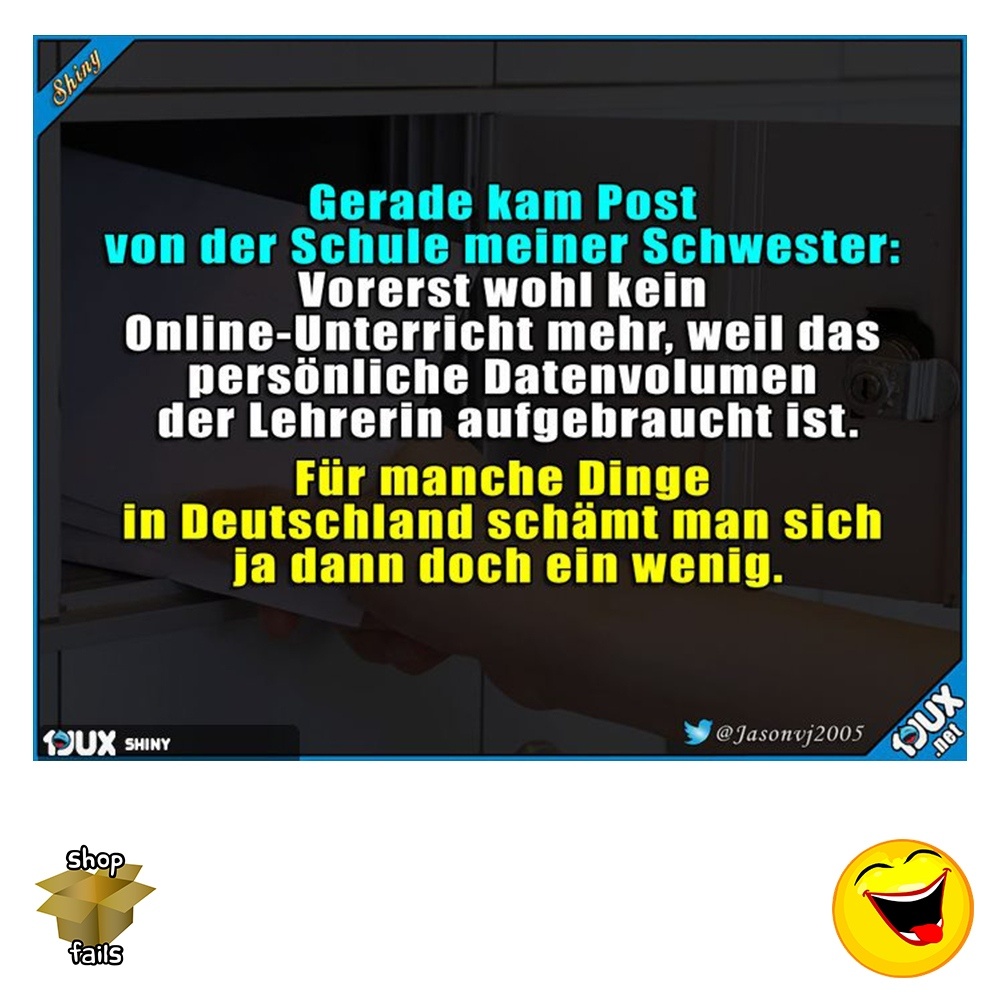 Shiny
Gerade kam Post
von der Schule meiner Schwester:
Vorerst wohl kein
Online-Unterricht mehr, weil das
persönliche Datenvolumen
der Lehrerin aufgebraucht ist.
Für manche Dinge
in Deutschland schämt man sich
ja dann doch ein wenig.
@Jasonvj2005
1JUX SHINY
1JUX
.net
shop
fails